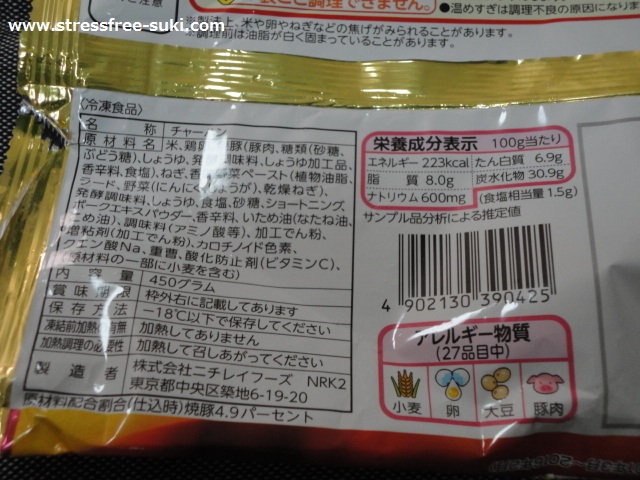 www.stressfree-suki.com
ご注意
袋ごと調理できません。
●温めすぎは調理不良の原因になります
※製法上、米や卵やねぎなどの焦げがみられることがあります。
※調理前は油脂が白く固まっていることがあります。
〈冷凍食品〉
名称 チャーハン
原材料名 米、鶏卵、焼豚(豚肉、糖類(砂糖、
ぶどう糖)、しょうゆ、発酵調味料、しょうゆ加工品、
香辛料、食塩)、ねぎ、香味野菜ペースト(植物油脂、
ラード、野菜(にんにく、しょうが)、乾燥ねぎ)、
発酵調味料、しょうゆ、食塩、砂糖、ショートニング、
ポークエキスパウダー、香辛料、いため油(なたね油、
こめ油)、調味料(アミノ酸等)、加工でん粉、
増粘剤(加工でん粉)、カロチノイド色素、
クエン酸Na、重曹、酸化防止剤(ビタミンC)、
(原材料の一部に小麦を含む)
内容量 450グラム
賞味期限 枠外右に記載してあります
保存方法 −18℃以下で保存してください
凍結前加熱の有無 加熱してありません
加熱調理の必要性 加熱して召しあがってください
製造者 株式会社ニチレイフーズ NRK2
東京都中央区築地6-19-20
原材料配合割合(仕込時)焼豚4.9パーセント
栄養成分表示 100g当たり
エネルギー 223kcal たん白質 6.9g
脂質 8.0g 炭水化物 30.9g
ナトリウム 600mg (食塩相当量 1.5g)
サンプル品分析による推定値
4 902130 390425
アレルギー物質
(27品目中)
小麦 卵 大豆 豚肉